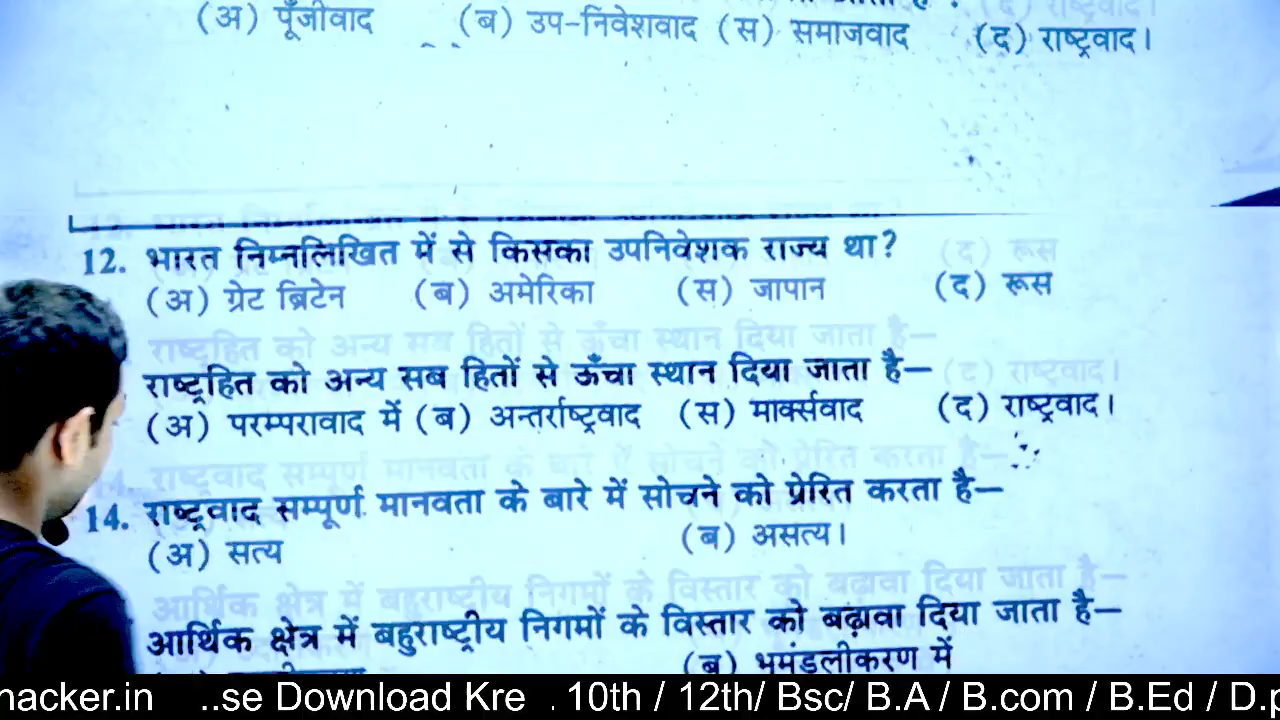 (अ) पूँजीवाद (ब) उप-निवेशवाद (स) समाजवाद (द) राष्ट्रवाद।
12. भारत निम्नलिखित में से किसका उपनिवेशक राज्य था?
(अ) ग्रेट ब्रिटेन (ब) अमेरिका (स) जापान (द) रूस
राष्ट्रहित को अन्य सब हितों से ऊँचा स्थान दिया जाता है—
(अ) परम्परावाद में (ब) अन्तर्राष्ट्रवाद (स) मार्क्सवाद (द) राष्ट्रवाद।
14. राष्ट्रवाद सम्पूर्ण मानवता के बारे में सोचने को प्रेरित करता है—
(अ) सत्य (ब) असत्य।
आर्थिक क्षेत्र में बहुराष्ट्रीय निगमों के विस्तार को बढ़ावा दिया जाता है—
(ब) भूमंडलीकरण में
hacker.in ..se Download Kre . 10th / 12th/ Bsc/ B.A / B.com / B.Ed / D.p